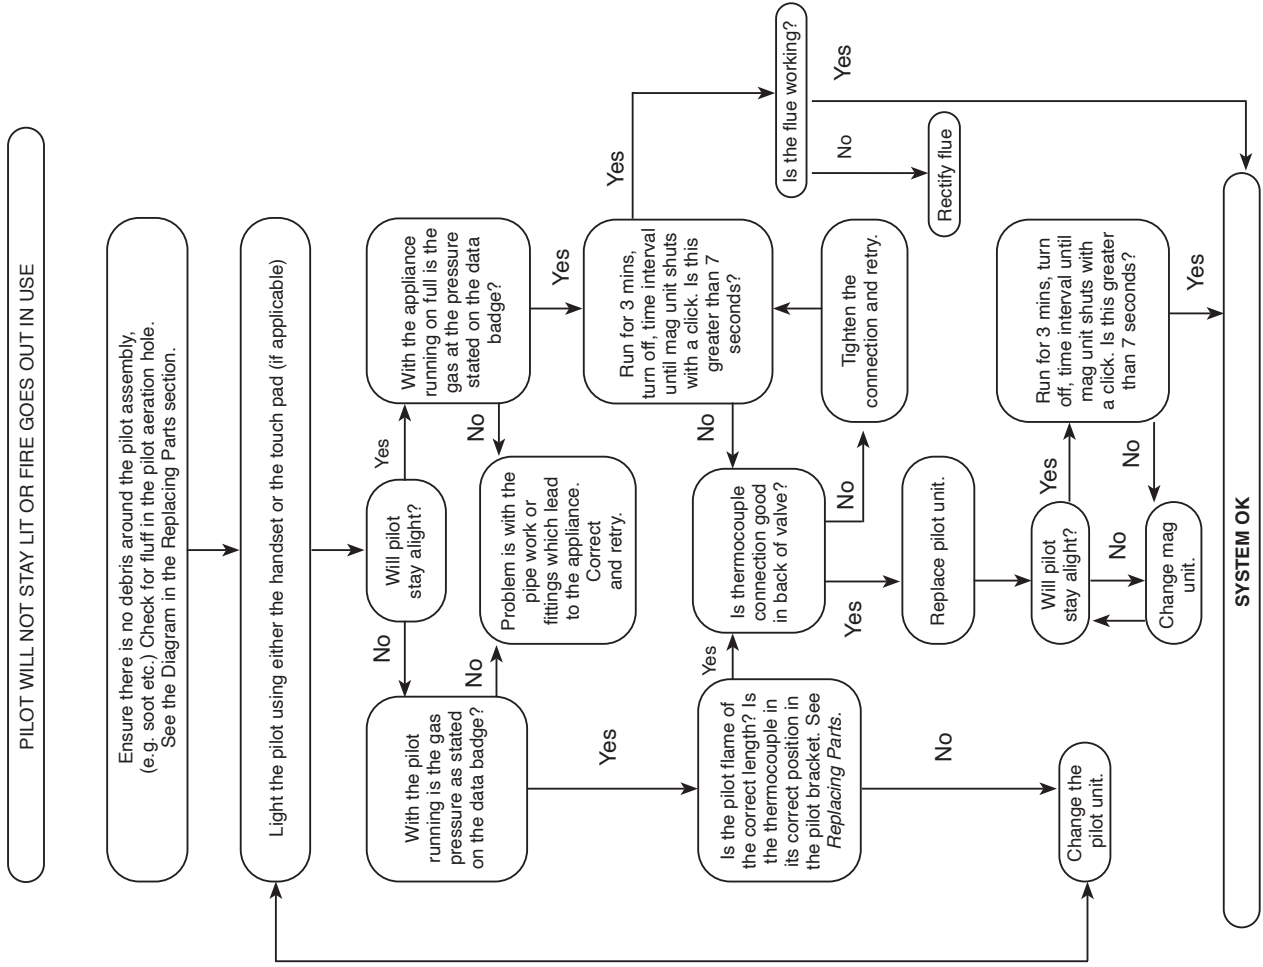 PILOT WILL NOT STAY LIT OR FIRE GOES OUT IN USE
Ensure there is no debris around the pilot assembly,
(e.g. soot etc.) Check for fluff in the pilot aeration hole.
See the Diagram in the Replacing Parts section.
Light the pilot using either the handset or the touch pad (if applicable)
Will pilot
stay alight?
No
Yes
With the pilot
running is the gas
pressure as stated
on the data badge?
No
Yes
With the appliance
running on full is the
gas at the pressure
stated on the data
badge?
No
Yes
Problem is with the
pipe work or
fittings which lead
to the appliance.
Correct
and retry.
Run for 3 mins,
turn off, time interval
until mag unit shuts
with a click. Is this
greater than 7
seconds?
No
Yes
Is the pilot flame of
the correct length? Is
the thermocouple in
its correct position in
the pilot bracket. See
Replacing Parts.
Yes
No
Is thermocouple
connection good
in back of valve?
Yes
No
Tighten the
connection and retry.
Is the flue working?
No
Yes
Rectify flue
Replace pilot unit.
Will pilot
stay alight?
Yes
No
Run for 3 mins, turn
off, time interval until
mag unit shuts with
a click. Is this greater
than 7 seconds?
No
Yes
Change the
pilot unit.
Change mag
unit.
SYSTEM OK